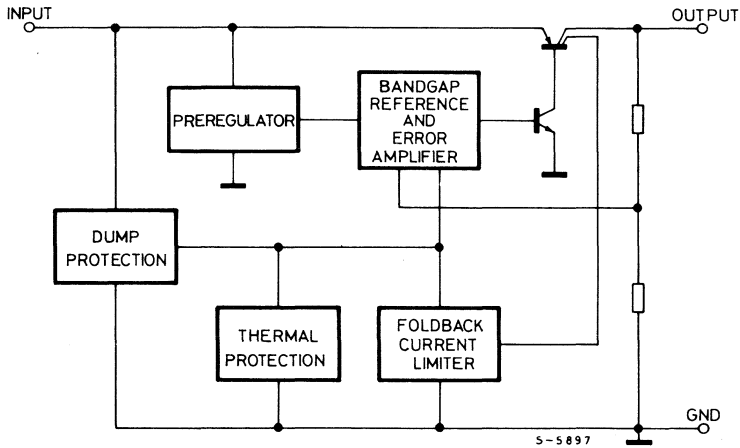 INPUT
OUTPUT
PREREGULATOR
BANDGAP
REFERENCE
AND
ERROR
AMPLIFIER
DUMP
PROTECTION
THERMAL
PROTECTION
FOLDBACK
CURRENT
LIMITER
GND
S-5897